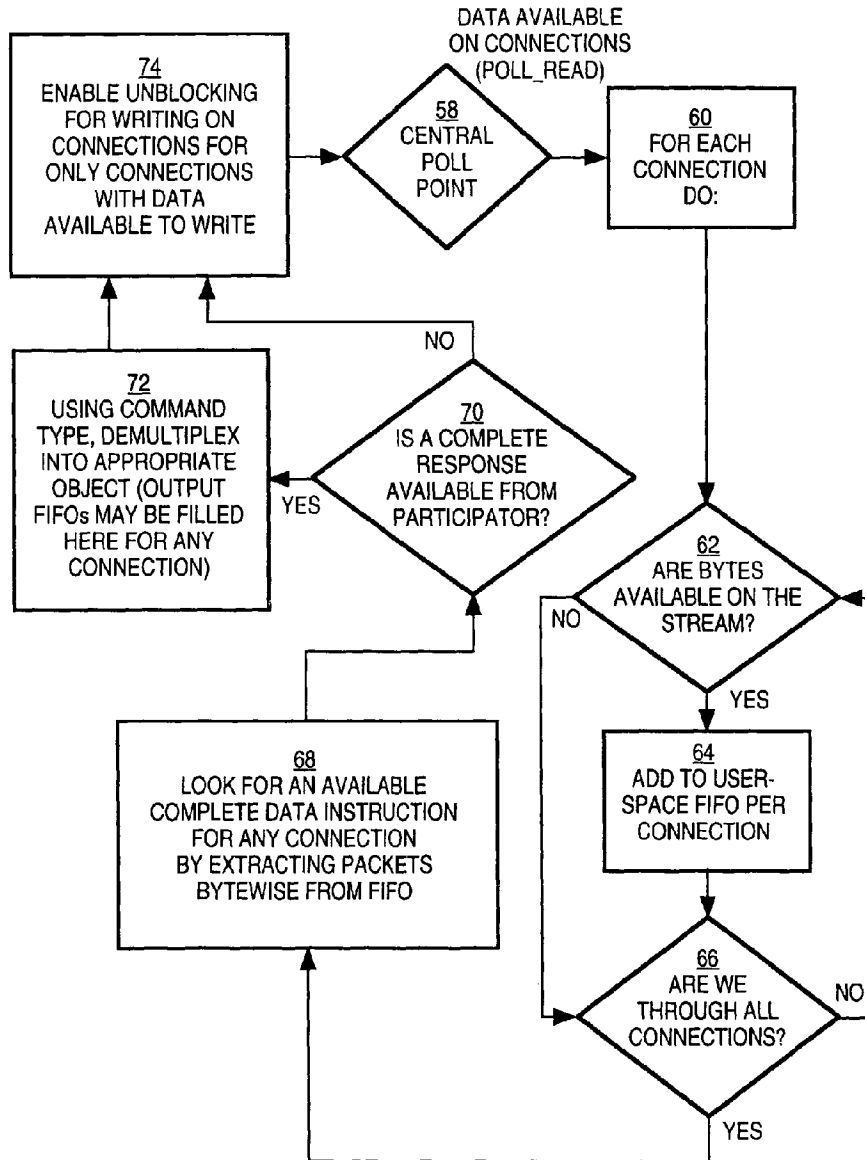 DATA AVAILABLE
ON CONNECTIONS
(POLL_READ)
74
ENABLE UNBLOCKING
FOR WRITING ON
CONNECTIONS FOR
ONLY CONNECTIONS
WITH DATA
AVAILABLE TO WRITE
58
CENTRAL
POLL
POINT
60
FOR EACH
CONNECTION
DO:
NO
72
USING COMMAND
TYPE, DEMULTIPLEX
INTO APPROPRIATE
OBJECT (OUTPUT
FIFOs MAY BE FILLED
HERE FOR ANY
CONNECTION)
YES
70
IS A COMPLETE
RESPONSE
AVAILABLE FROM
PARTICIPATOR?
62
ARE BYTES
AVAILABLE ON THE
STREAM?
NO
YES
64
ADD TO USER-
SPACE FIFO PER
CONNECTION
68
LOOK FOR AN AVAILABLE
COMPLETE DATA INSTRUCTION
FOR ANY CONNECTION
BY EXTRACTING PACKETS
BYTEWISE FROM FIFO
66
ARE WE
THROUGH ALL
CONNECTIONS?
NO
YES